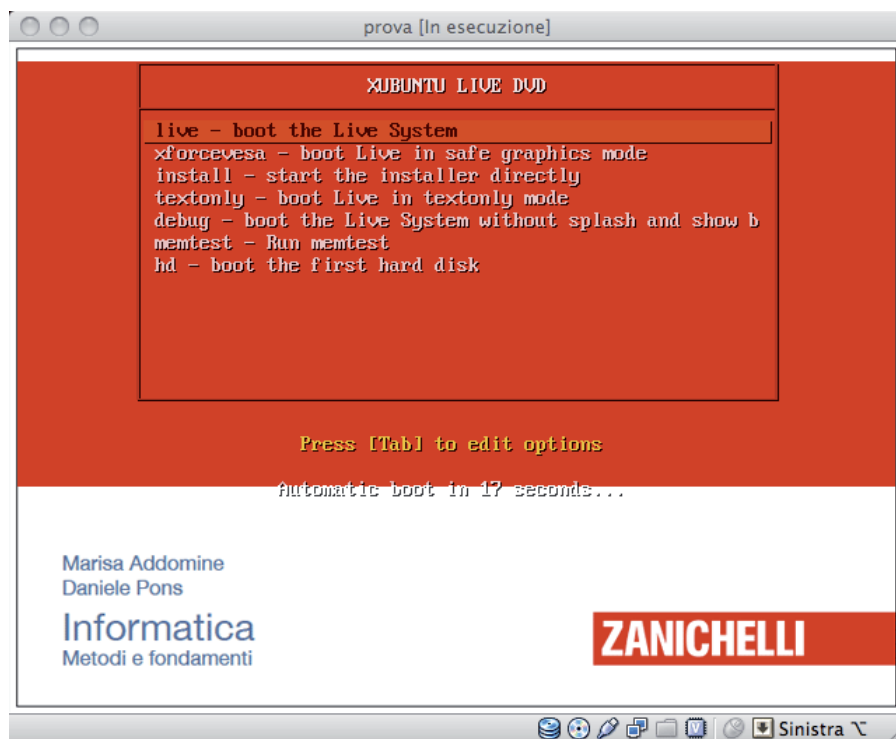 prova [In esecuzione]
XUBUNTU LIVE DVD
live - boot the Live System
xforcevesa - boot Live in safe graphics mode
install - start the installer directly
textonly - boot Live in textonly mode
debug - boot the Live System without splash and show b
memtest - Run memtest
hd - boot the first hard disk
Press [Tab] to edit options
Automatic boot in 17 seconds...
Marisa Addomine
Daniele Pons
Informatica
Metodi e fondamenti
ZANICHELLI
Sinistra ⌥